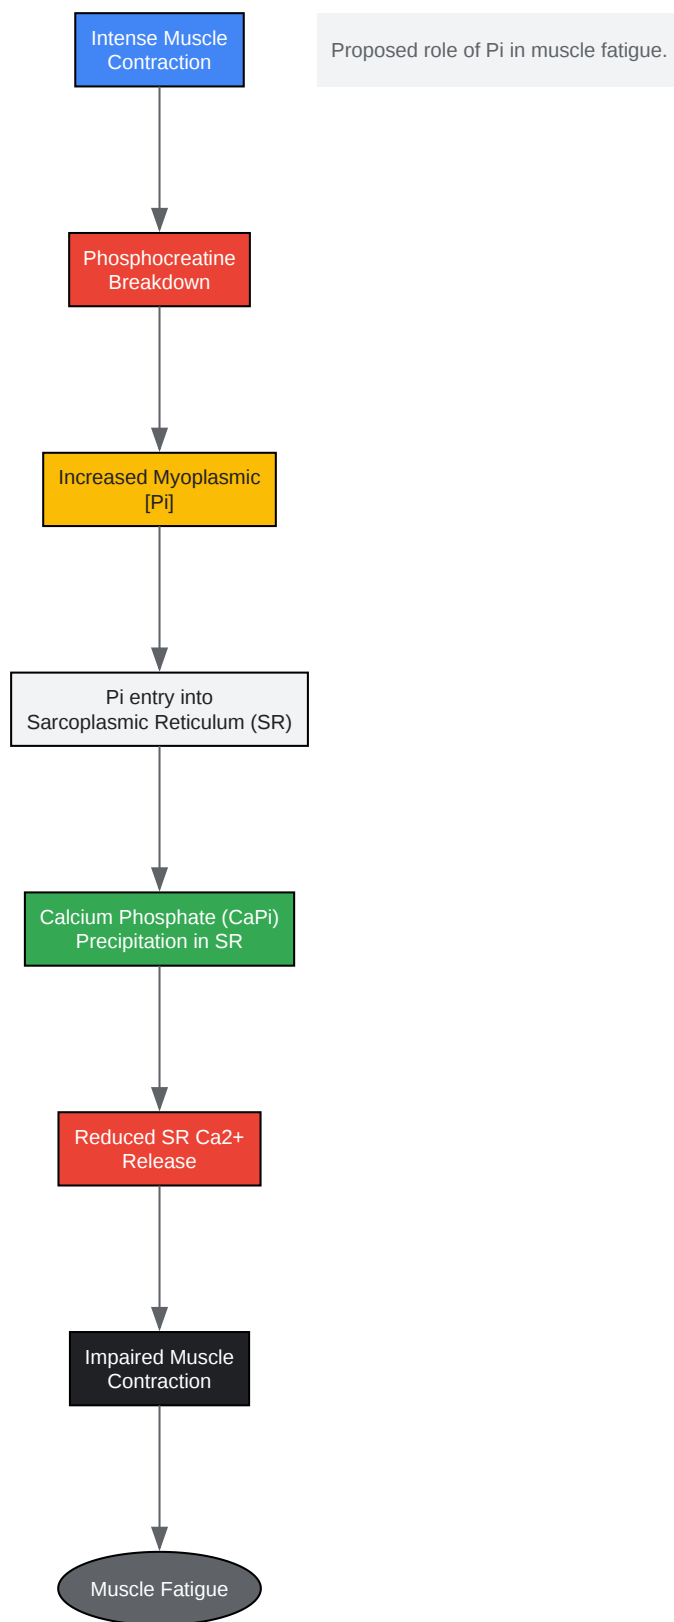 Intense Muscle
Contraction
Proposed role of Pi in muscle fatigue.
Phosphocreatine
Breakdown
Increased Myoplasmic
[Pi]
Pi entry into
Sarcoplasmic Reticulum (SR)
Calcium Phosphate (CaPi)
Precipitation in SR
Reduced SR Ca2+
Release
Impaired Muscle
Contraction
Muscle Fatigue